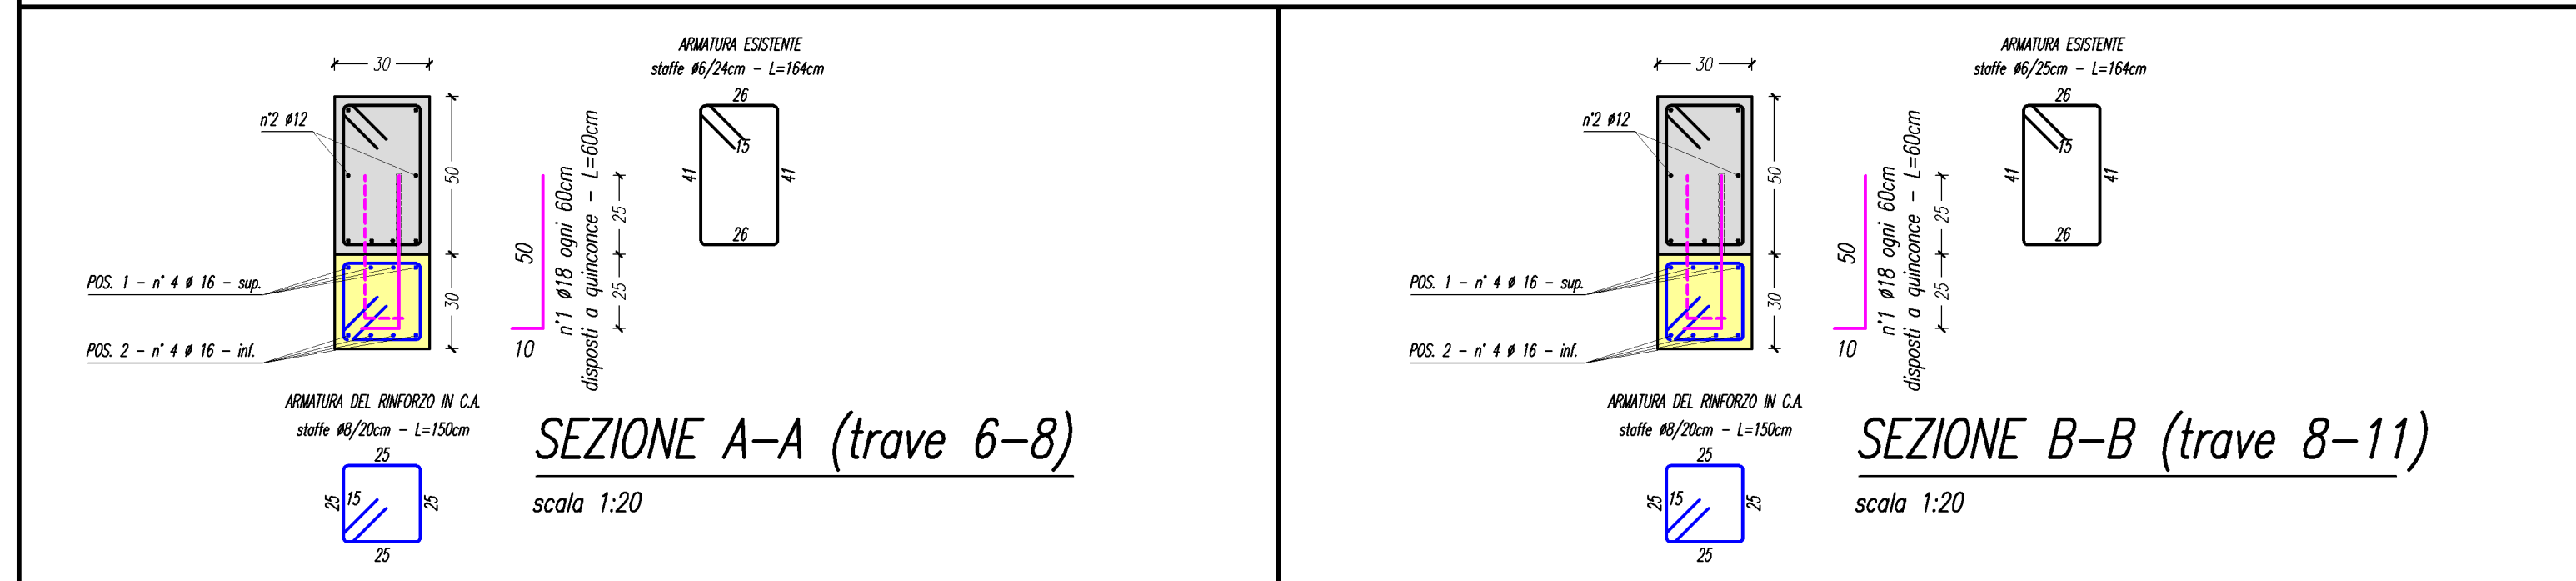 ARMATURA ESISTENTE
staffe ø6/24cm - L=164cm
30
26
n°2 ø12
15
41
41
50
26
n°1 ø18 ogni 60cm
disposti a quinconce - L=60cm
50
25
25
10
POS. 1 - n° 4 ø 16 - sup.
30
POS. 2 - n° 4 ø 16 - inf.
ARMATURA DEL RINFORZO IN C.A.
staffe ø8/20cm - L=150cm
25
25
15
25
25
SEZIONE A-A (trave 6-8)
scala 1:20
ARMATURA ESISTENTE
staffe ø6/25cm - L=164cm
30
26
n°2 ø12
15
41
41
50
26
n°1 ø18 ogni 60cm
disposti a quinconce - L=60cm
50
25
25
10
POS. 1 - n° 4 ø 16 - sup.
30
POS. 2 - n° 4 ø 16 - inf.
ARMATURA DEL RINFORZO IN C.A.
staffe ø8/20cm - L=150cm
25
25
15
25
25
SEZIONE B-B (trave 8-11)
scala 1:20